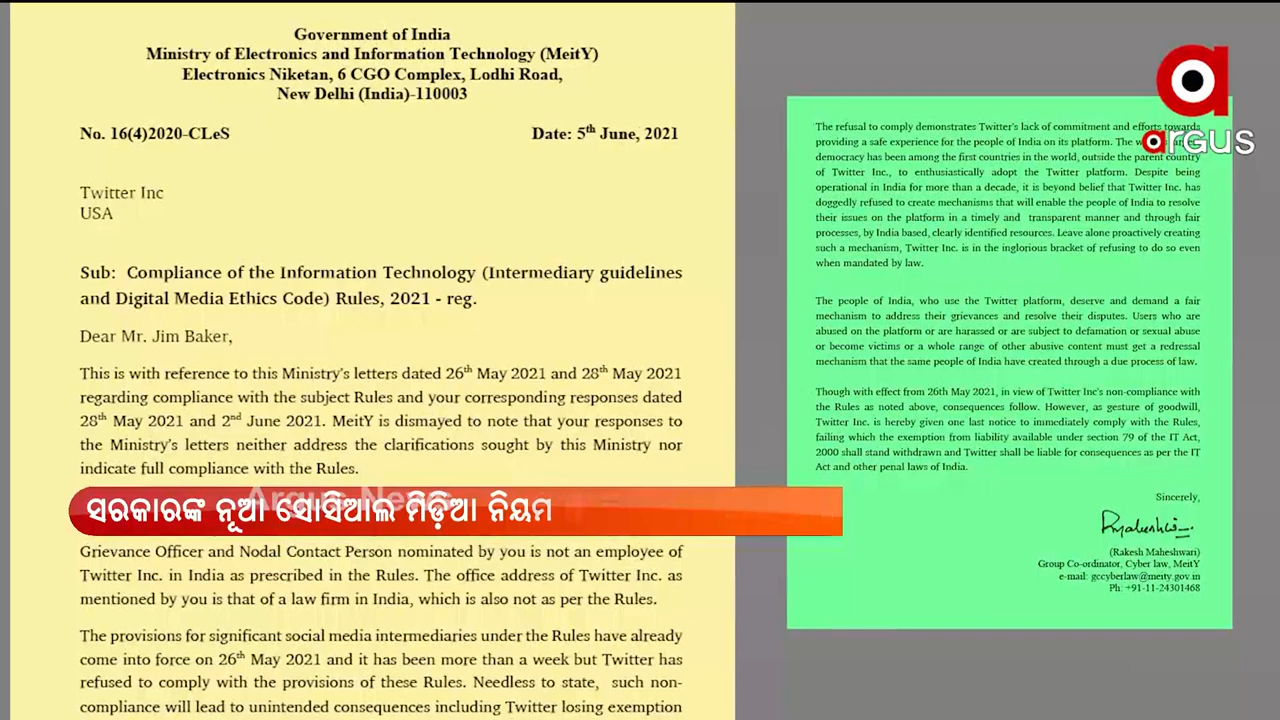 Government of India
Ministry of Electronics and Information Technology (MeitY)
Electronics Niketan, 6 CGO Complex, Lodhi Road,
New Delhi (India)-110003
No. 16(4)2020-CLeS Date: 5th June, 2021
Twitter Inc
USA
Sub: Compliance of the Information Technology (Intermediary guidelines
and Digital Media Ethics Code) Rules, 2021 - reg.
Dear Mr. Jim Baker,
This is with reference to this Ministry's letters dated 26th May 2021 and 28th May 2021
regarding compliance with the subject Rules and your corresponding responses dated
28th May 2021 and 2nd June 2021. MeitY is dismayed to note that your responses to
the Ministry's letters neither address the clarifications sought by this Ministry nor
indicate full compliance with the Rules.
Argus News
ସରକାରଙ୍କ ନୂଆ ସୋସିଆଲ ମିଡ଼ିଆ ନିୟମ
Grievance Officer and Nodal Contact Person nominated by you is not an employee of
Twitter Inc. in India as prescribed in the Rules. The office address of Twitter Inc. as
mentioned by you is that of a law firm in India, which is also not as per the Rules.
The provisions for significant social media intermediaries under the Rules have already
come into force on 26th May 2021 and it has been more than a week but Twitter has
refused to comply with the provisions of these Rules. Needless to state, such non-
compliance will lead to unintended consequences including Twitter losing exemption
argus
The refusal to comply demonstrates Twitter's lack of commitment and efforts towards
providing a safe experience for the people of India on its platform. The
democracy has been among the first countries in the world, outside the parent country
of Twitter Inc., to enthusiastically adopt the Twitter platform. Despite being
operational in India for more than a decade, it is beyond belief that Twitter Inc. has
doggedly refused to create mechanisms that will enable the people of India to resolve
their issues on the platform in a timely and transparent manner and through fair
processes, by India based, clearly identified resources. Leave alone proactively creating
such a mechanism, Twitter Inc. is in the inglorious bracket of refusing to do so even
when mandated by law.
The people of India, who use the Twitter platform, deserve and demand a fair
mechanism to address their grievances and resolve their disputes. Users who are
abused on the platform or are harassed or are subject to defamation or sexual abuse
or become victims or a whole range of other abusive content must get a redressal
mechanism that the same people of India have created through a due process of law.
Though with effect from 26th May 2021, in view of Twitter Inc's non-compliance with
the Rules as noted above, consequences follow. However, as gesture of goodwill,
Twitter Inc. is hereby given one last notice to immediately comply with the Rules,
failing which the exemption from liability available under section 79 of the IT Act,
2000 shall stand withdrawn and Twitter shall be liable for consequences as per the IT
Act and other penal laws of India.
Sincerely,
(Rakesh Maheshwari)
Group Co-ordinator, Cyber law, MeitY
e-mail: gccyberlaw@meity.gov.in
Ph: +91-11-24301468